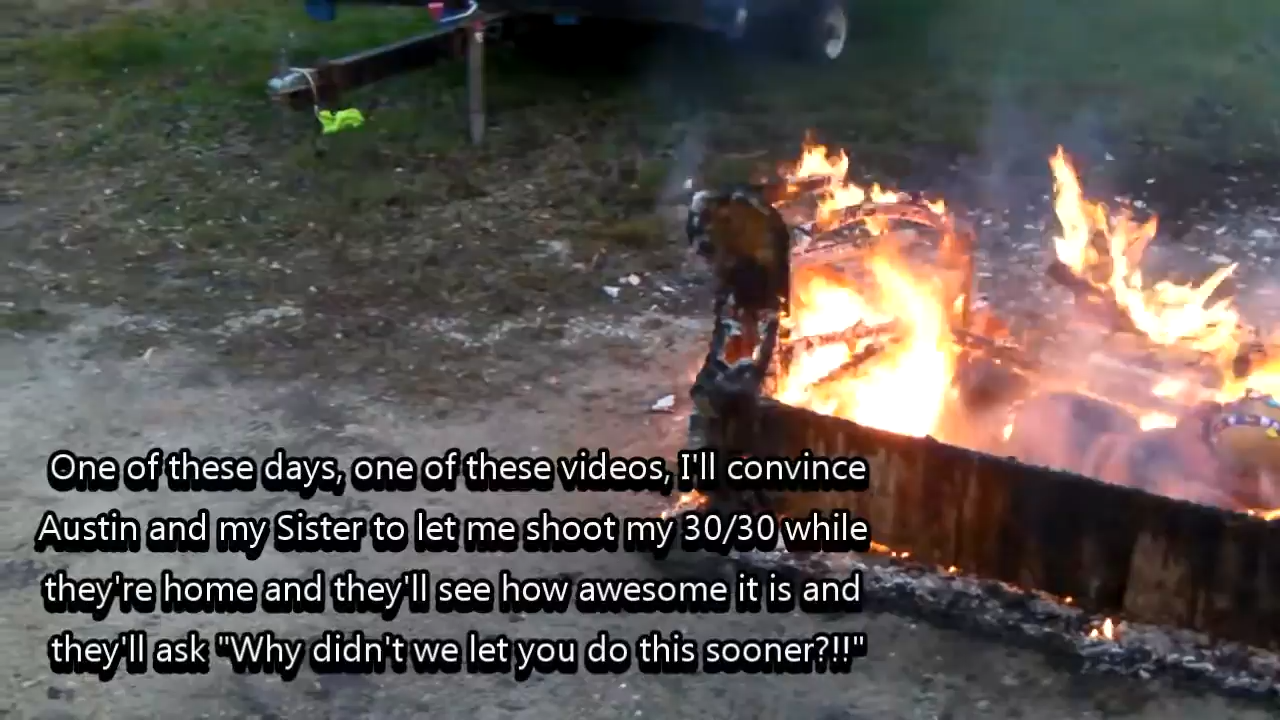 One of these days, one of these videos, I'll convince
Austin and my Sister to let me shoot my 30/30 while
they're home and they'll see how awesome it is and
they'll ask "Why didn't we let you do this sooner?!!"